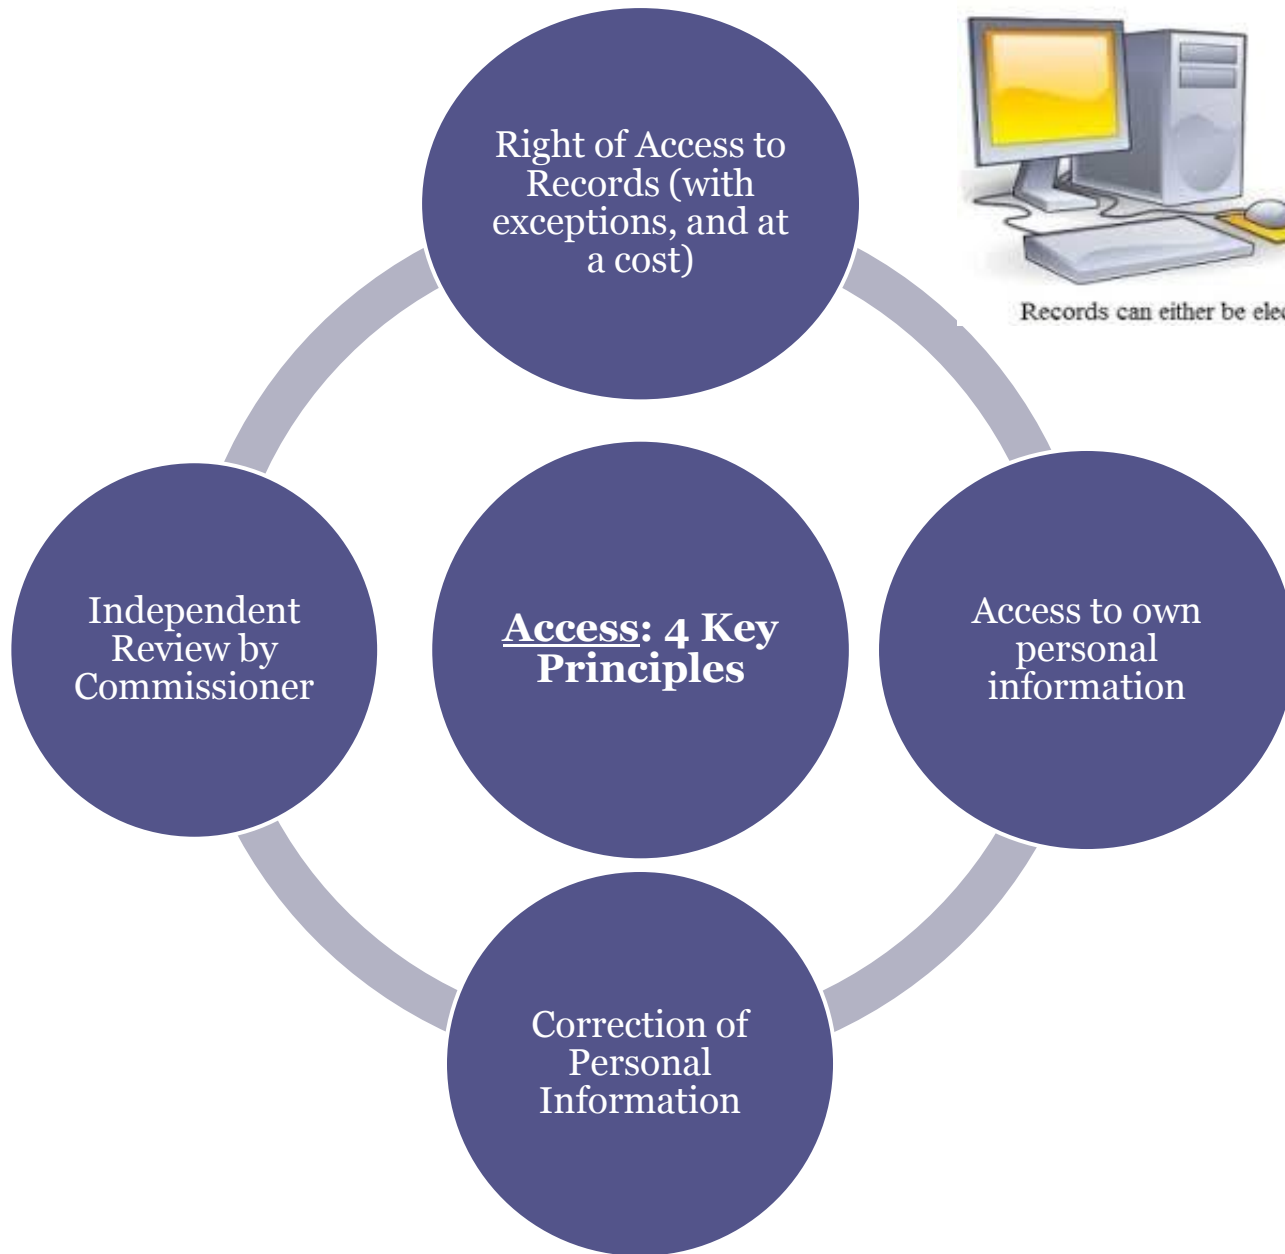 Right of Access to
Records (with
exceptions, and at
a cost)
Records can either be elec
Independent
Review by
Commissioner
Access: 4 Key
Principles
Access to own
personal
information
Correction of
Personal
Information